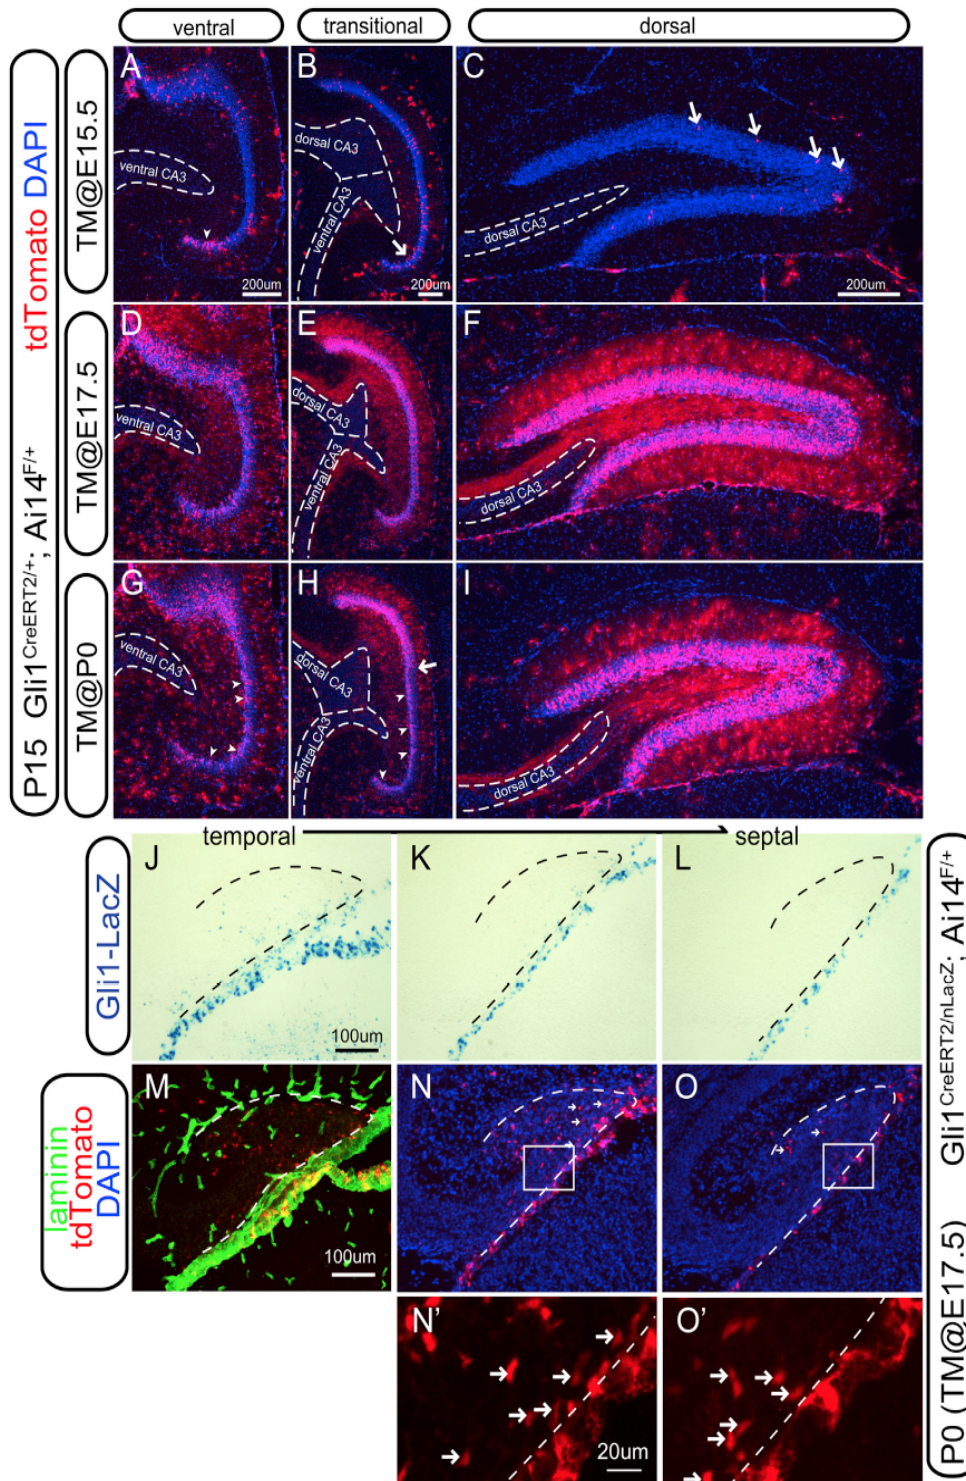 ventral
transitional
dorsal
P15 Gli1CreERT2/+; Ai14F/+
tdTomato DAPI
TM@E15.5
A
ventral CA3
200um
B
dorsal CA3
ventral CA3
200um
C
dorsal CA3
200um
TM@E17.5
D
ventral CA3
E
dorsal CA3
ventral CA3
F
dorsal CA3
TM@P0
G
ventral CA3
H
dorsal CA3
ventral CA3
I
dorsal CA3
temporal
septal
Gli1-LacZ
J
100um
K
L
laminin
tdTomato
DAPI
M
100um
N
O
N'
20um
O'
P0 (TM@E17.5) Gli1CreERT2/nLacZ; Ai14F/+